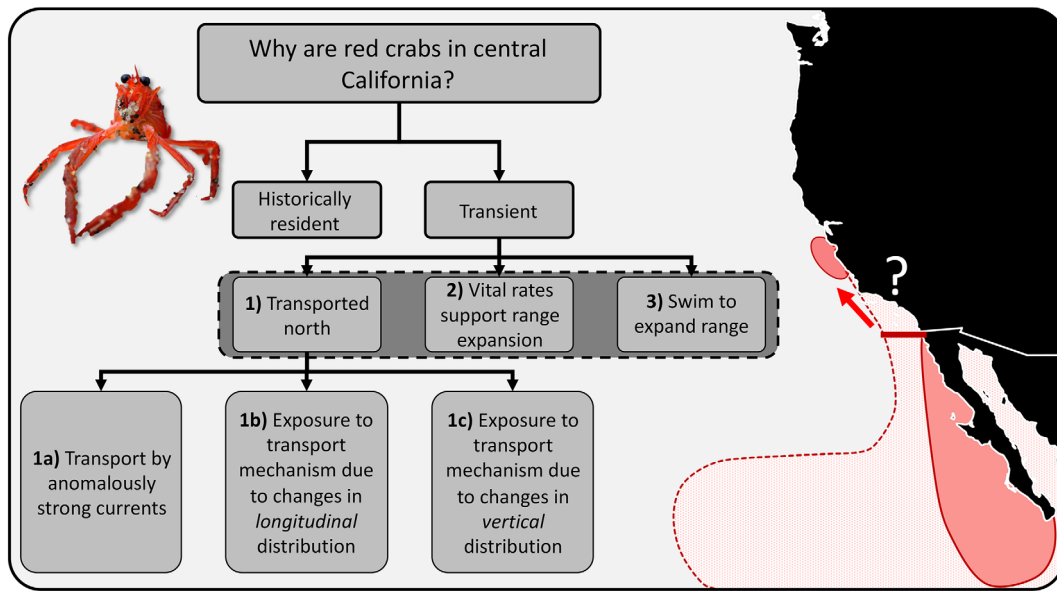 Why are red crabs in central
California?
Historically
resident
Transient
1) Transported
north
2) Vital rates
support range
expansion
3) Swim to
expand range
1a) Transport by
anomalously
strong currents
1b) Exposure to
transport
mechanism due
to changes in
longitudinal
distribution
1c) Exposure to
transport
mechanism due
to changes in
vertical
distribution
?